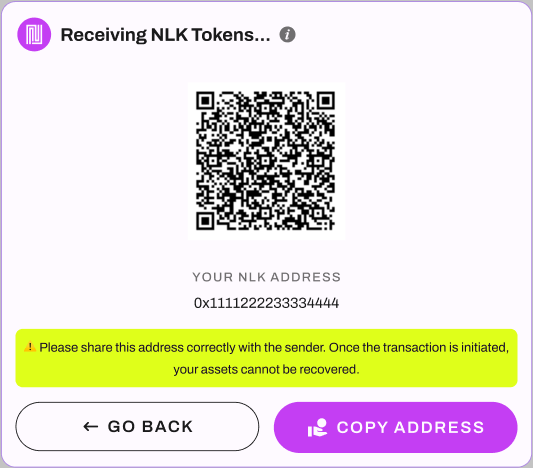 Receiving NLK Tokens...
YOUR NLK ADDRESS
0x1111222233334444
⚠️ Please share this address correctly with the sender. Once the transaction is initiated,
your assets cannot be recovered.
← GO BACK
COPY ADDRESS